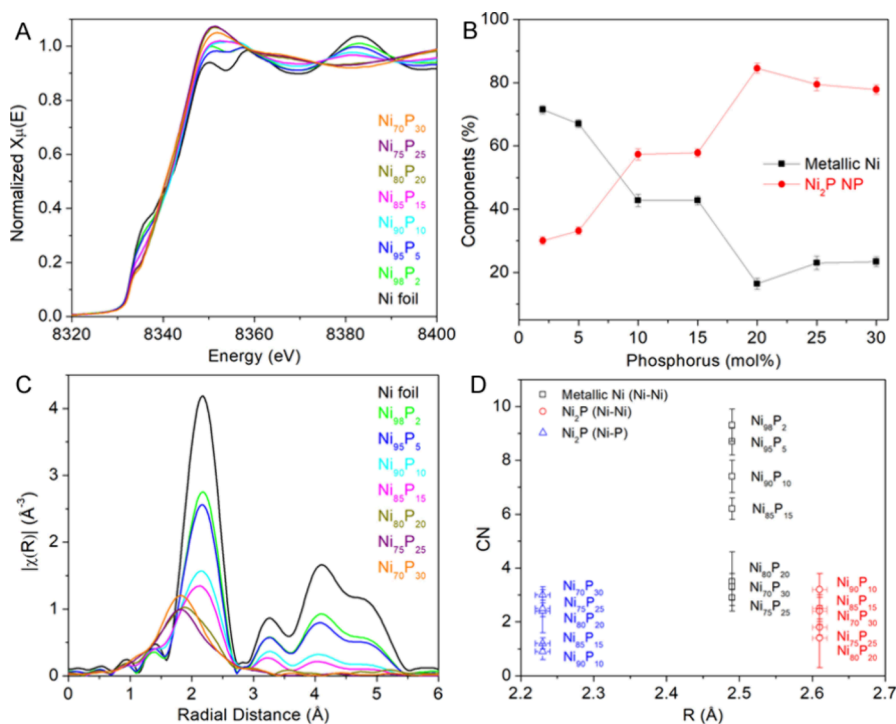 A
Normalized Xμ(E)
1.0
0.8
0.6
0.4
0.2
0.0
8320
8340
8360
8380
8400
Energy (eV)
Ni₇₀P₃₀
Ni₇₅P₂₅
Ni₈₀P₂₀
Ni₈₅P₁₅
Ni₉₀P₁₀
Ni₉₅P₅
Ni₉₈P₂
Ni foil
B
Components (%)
100
80
60
40
20
0
5
10
15
20
25
30
Phosphorus (mol%)
Metallic Ni
Ni₂P NP
C
|χ(R)| (Å⁻³)
4
3
2
1
0
0
1
2
3
4
5
6
Radial Distance (Å)
Ni foil
Ni₉₈P₂
Ni₉₅P₅
Ni₉₀P₁₀
Ni₈₅P₁₅
Ni₈₀P₂₀
Ni₇₅P₂₅
Ni₇₀P₃₀
D
CN
10
8
6
4
2
0
2.2
2.3
2.4
2.5
2.6
2.7
R (Å)
Metallic Ni (Ni-Ni)
Ni₂P (Ni-Ni)
Ni₂P (Ni-P)
Ni₇₀P₃₀
Ni₇₅P₂₅
Ni₈₀P₂₀
Ni₈₅P₁₅
Ni₉₀P₁₀
Ni₉₈P₂
Ni₉₅P₅
Ni₉₀P₁₀
Ni₈₅P₁₅
Ni₈₀P₂₀
Ni₇₀P₃₀
Ni₇₅P₂₅
Ni₉₀P₁₀
Ni₈₅P₁₅
Ni₇₀P₃₀
Ni₇₅P₂₅
Ni₈₀P₂₀